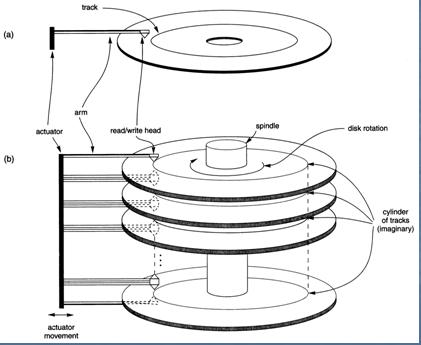 track
(a)
arm
actuator
read/write head
spindle
disk rotation
(b)
cylinder
of tracks
(imaginary)
actuator
movement